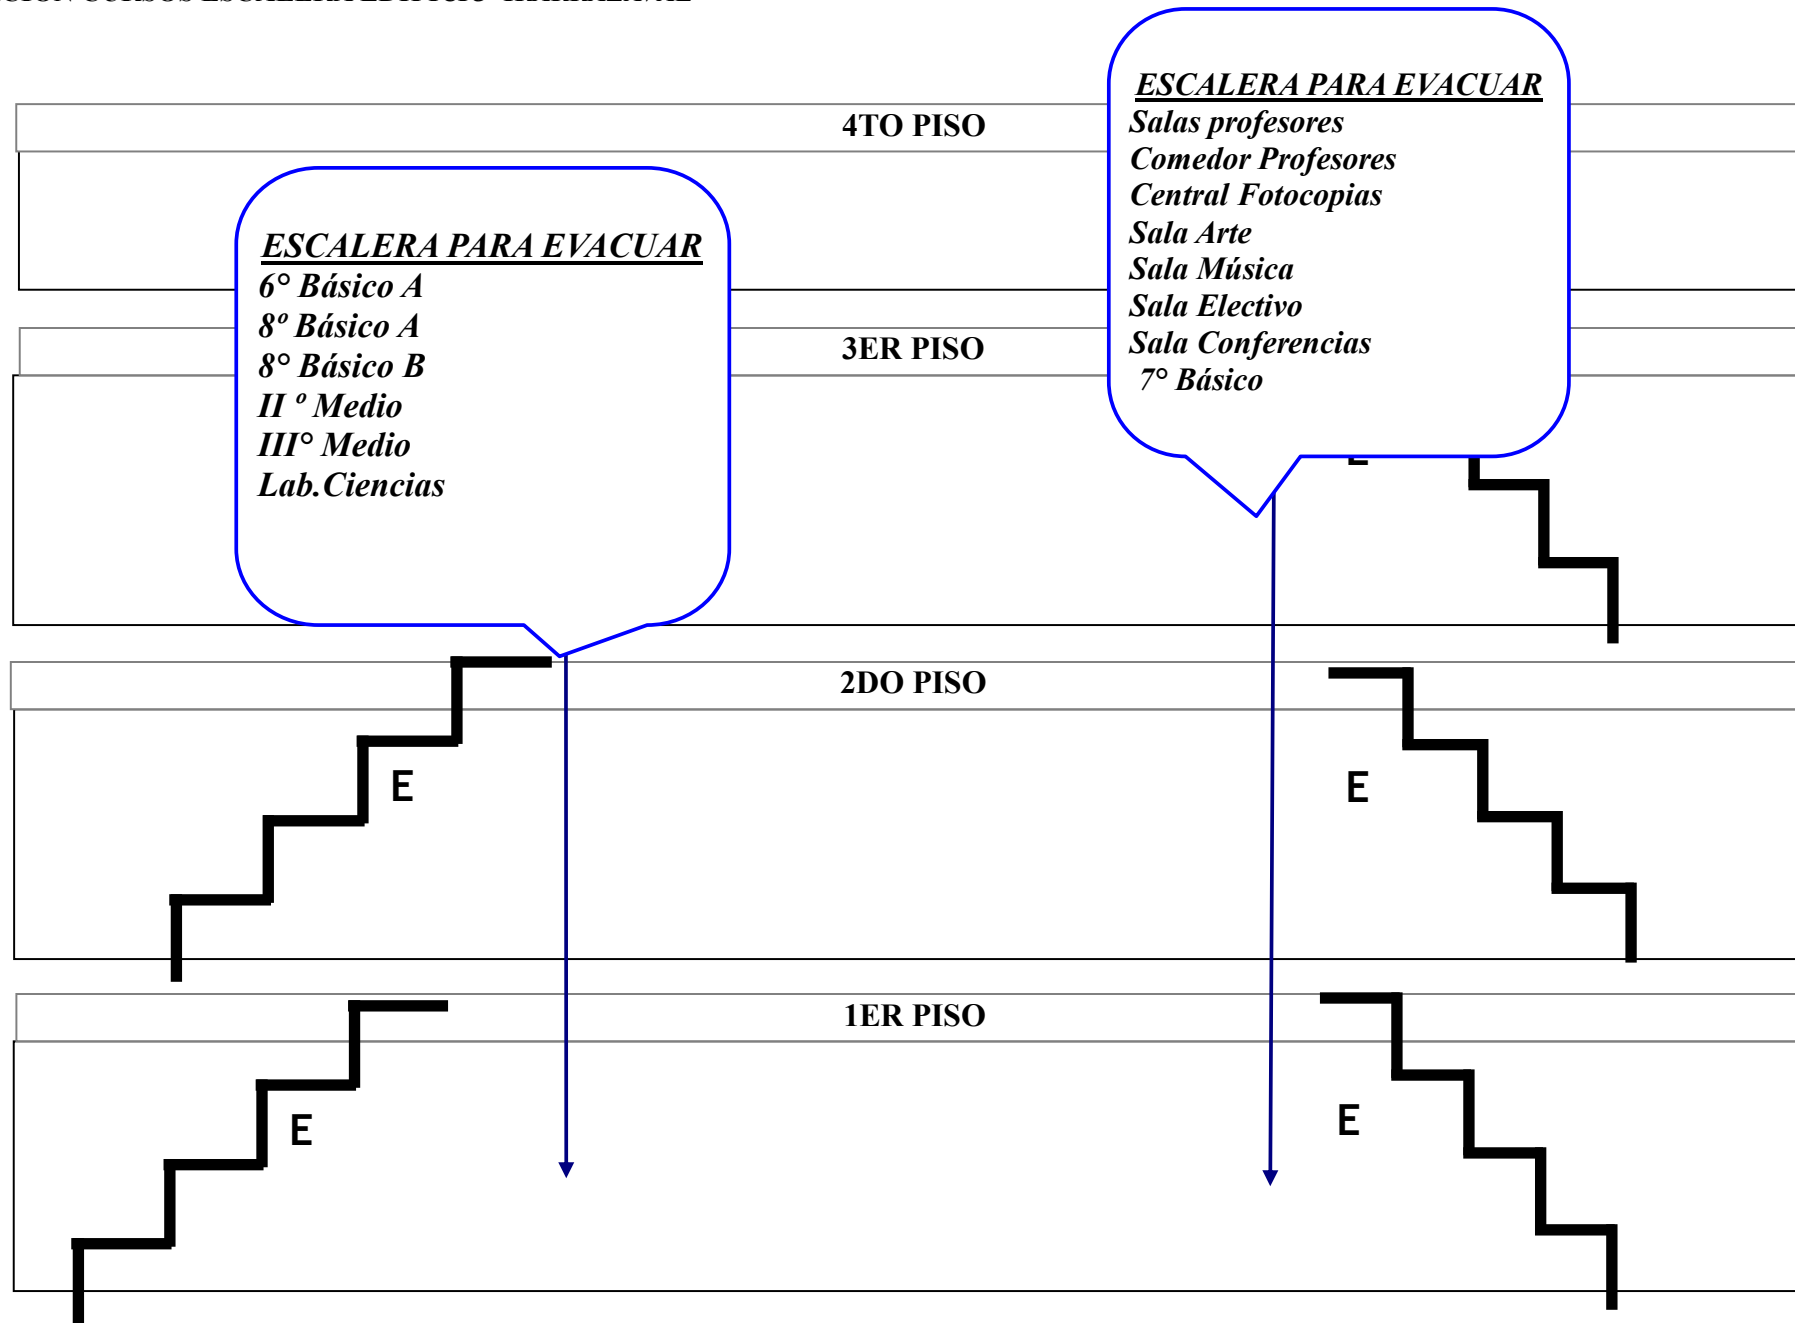 4TO PISO
ESCALERA PARA EVACUAR
Salas profesores
Comedor Profesores
Central Fotocopias
Sala Arte
Sala Música
Sala Electivo
Sala Conferencias
7° Básico
ESCALERA PARA EVACUAR
6° Básico A
8º Básico A
8° Básico B
II º Medio
III° Medio
Lab.Ciencias
3ER PISO
2DO PISO
E
E
1ER PISO
E
E